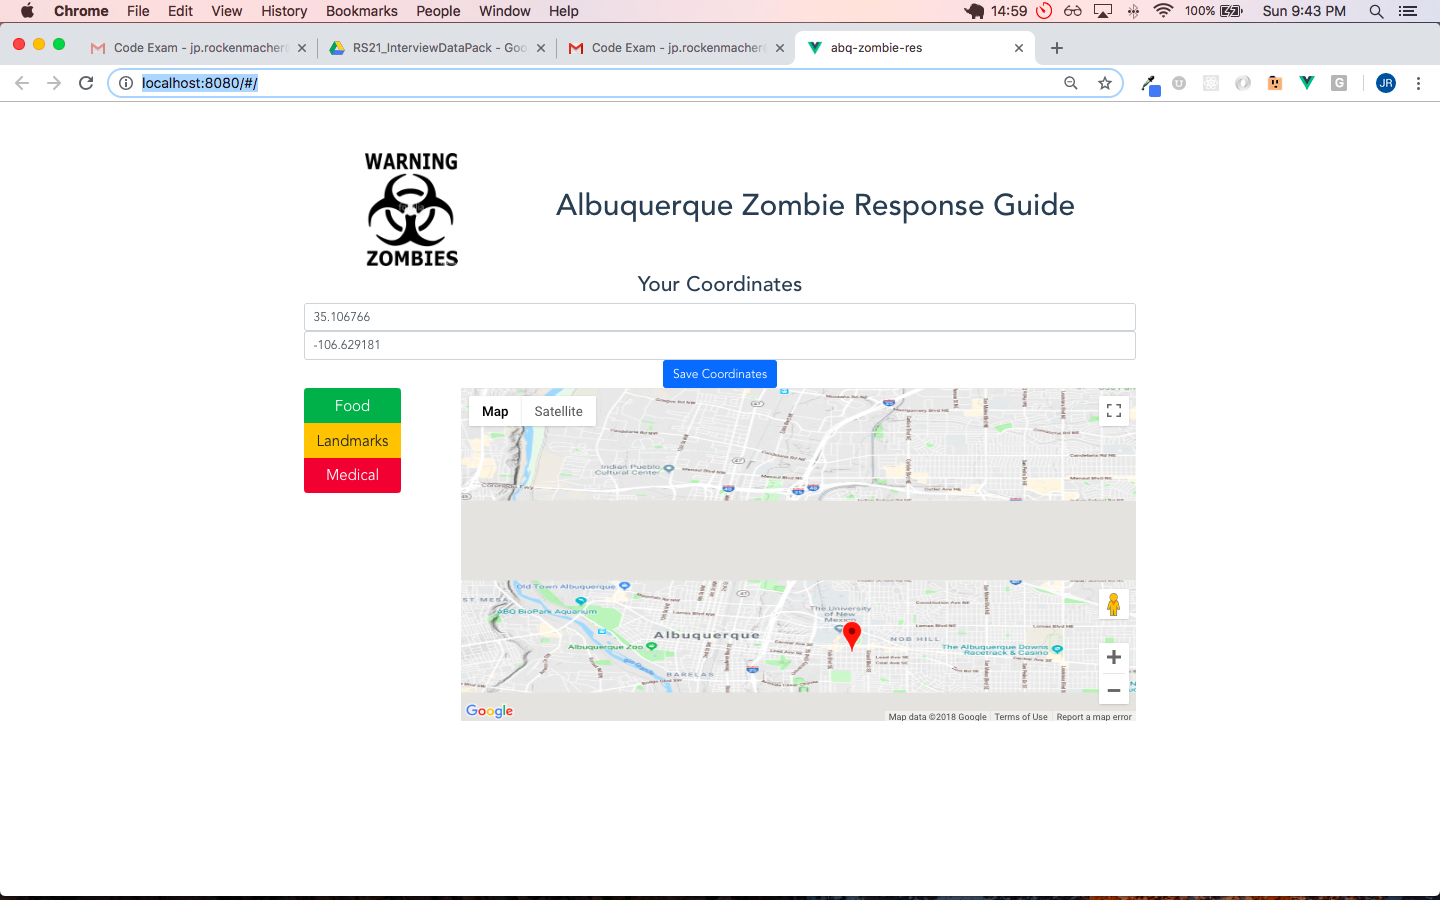 Chrome File Edit View History Bookmarks People Window Help 14:59 100% Sun 9:43 PM
Code Exam - jp.rockenmacher RS21_InterviewDataPack - Goo Code Exam - jp.rockenmacher abq-zombie-res
localhost:8080/#/ JR
WARNING
ZOMBIES
Albuquerque Zombie Response Guide
Your Coordinates
35.106766
-106.629181
Save Coordinates
Food
Landmarks
Medical
Map Satellite
Indian Pueblo
Cultural Center
Old Town Albuquerque
ABQ BioPark Aquarium
The University
of New
Mexico
Albuquerque
NOB HILL
Albuquerque Zoo
The Albuquerque Downs
Racetrack & Casino
BARELAS
Google
Map data ©2018 Google Terms of Use Report a map error